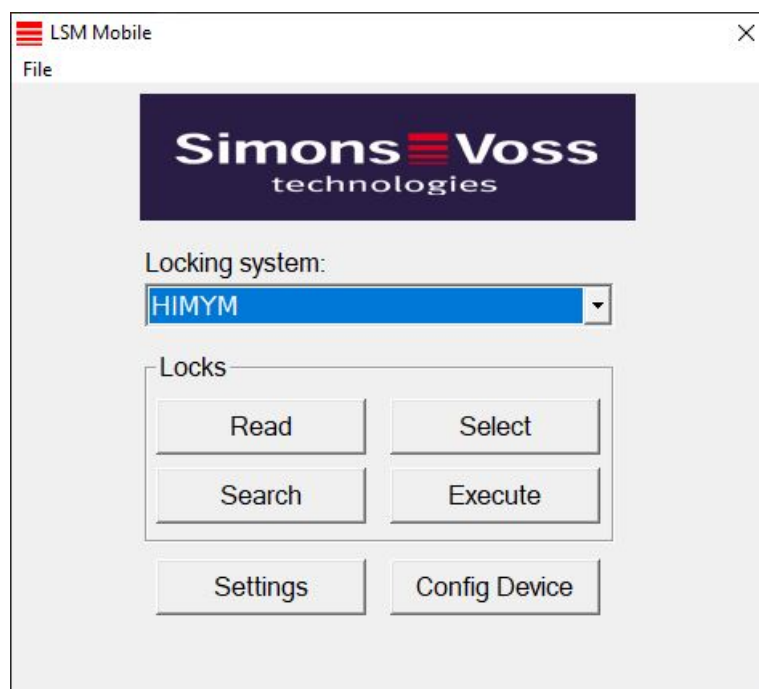 LSM Mobile
File
Simons Voss
technologies
Locking system:
HIMYM
Locks
Read Select
Search Execute
Settings Config Device